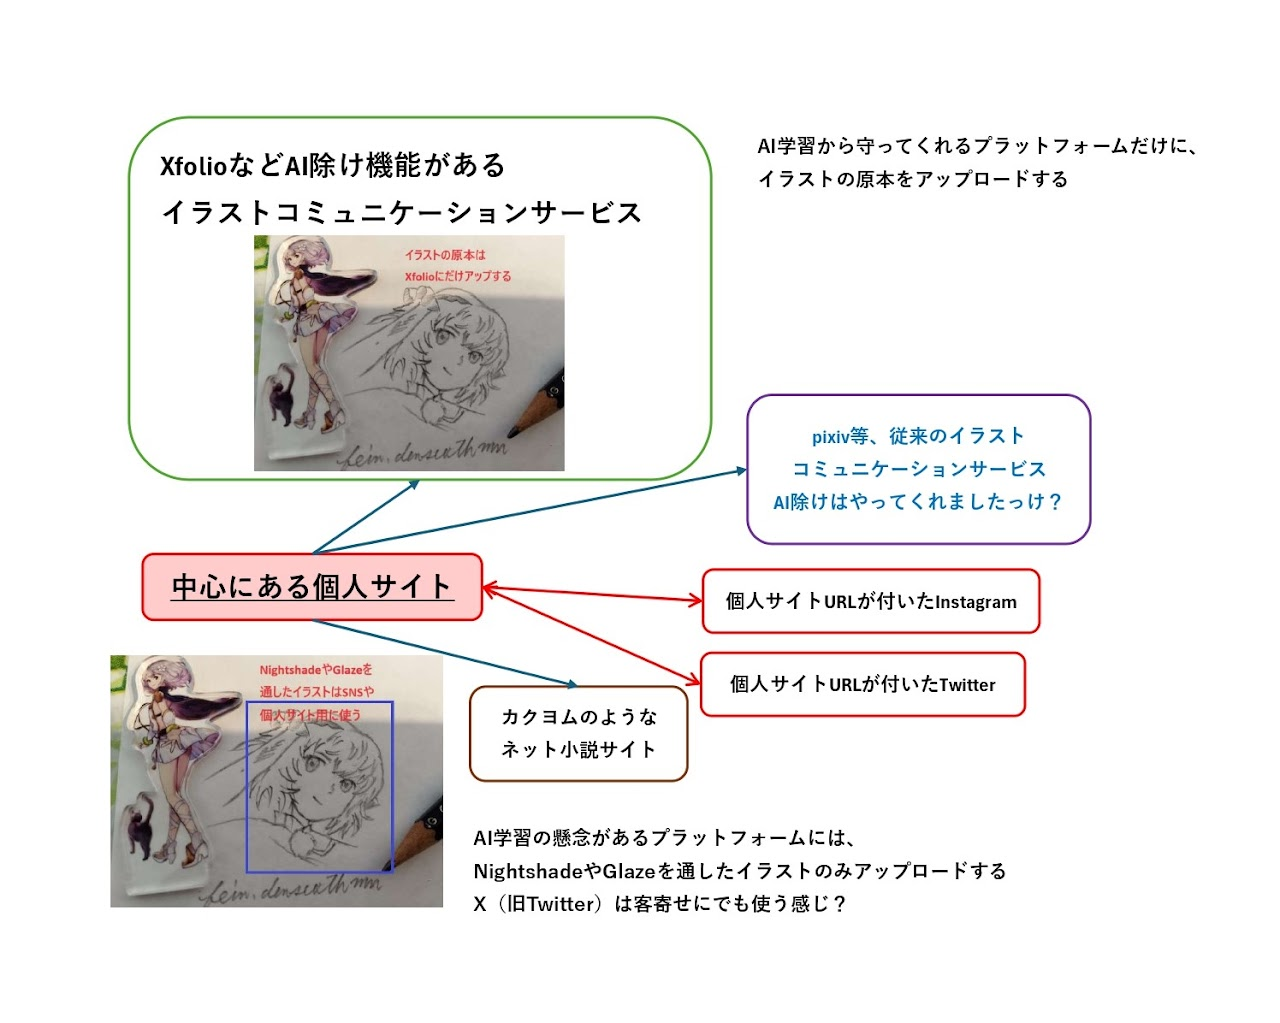 XfolioなどAI除け機能がある
イラストコミュニケーションサービス
イラストの原本は
Xfolioにだけアップする
AI学習から守ってくれるプラットフォームだけに、
イラストの原本をアップロードする
pixiv等、従来のイラスト
コミュニケーションサービス
AI除けはやってくれましたっけ？
中心にある個人サイト
個人サイトURLが付いたInstagram
個人サイトURLが付いたTwitter
NightshadeやGlazeを
通したイラストはSNSや
個人サイト用に使う
カクヨムのような
ネット小説サイト
AI学習の懸念があるプラットフォームには、
NightshadeやGlazeを通したイラストのみアップロードする
X（旧Twitter）は客寄せにでも使う感じ？